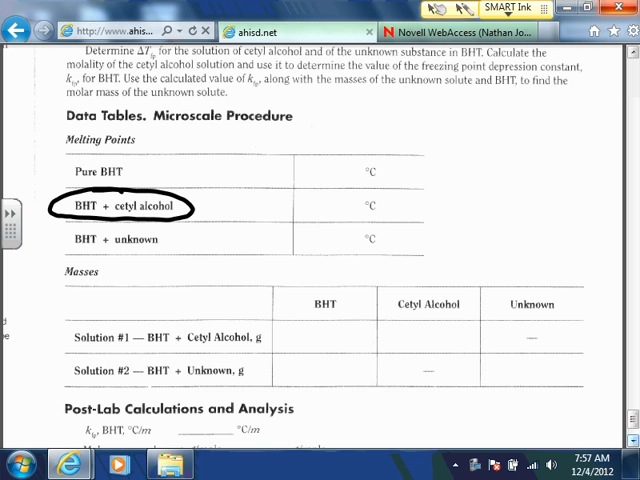 SMART Ink
http://www.ahis...
ahisd.net
Novell WebAccess (Nathan Jo...
Determine ΔTfp for the solution of cetyl alcohol and of the unknown substance in BHT. Calculate the
molality of the cetyl alcohol solution and use it to determine the value of the freezing point depression constant,
kfp, for BHT. Use the calculated value of kfp, along with the masses of the unknown solute and BHT, to find the
molar mass of the unknown solute.
Data Tables. Microscale Procedure
Melting Points
Pure BHT °C
BHT + cetyl alcohol °C
BHT + unknown °C
Masses
BHT Cetyl Alcohol Unknown
Solution #1 — BHT + Cetyl Alcohol, g —
Solution #2 — BHT + Unknown, g —
Post-Lab Calculations and Analysis
kfp, BHT, °C/m ________ °C/m
7:57 AM
12/4/2012